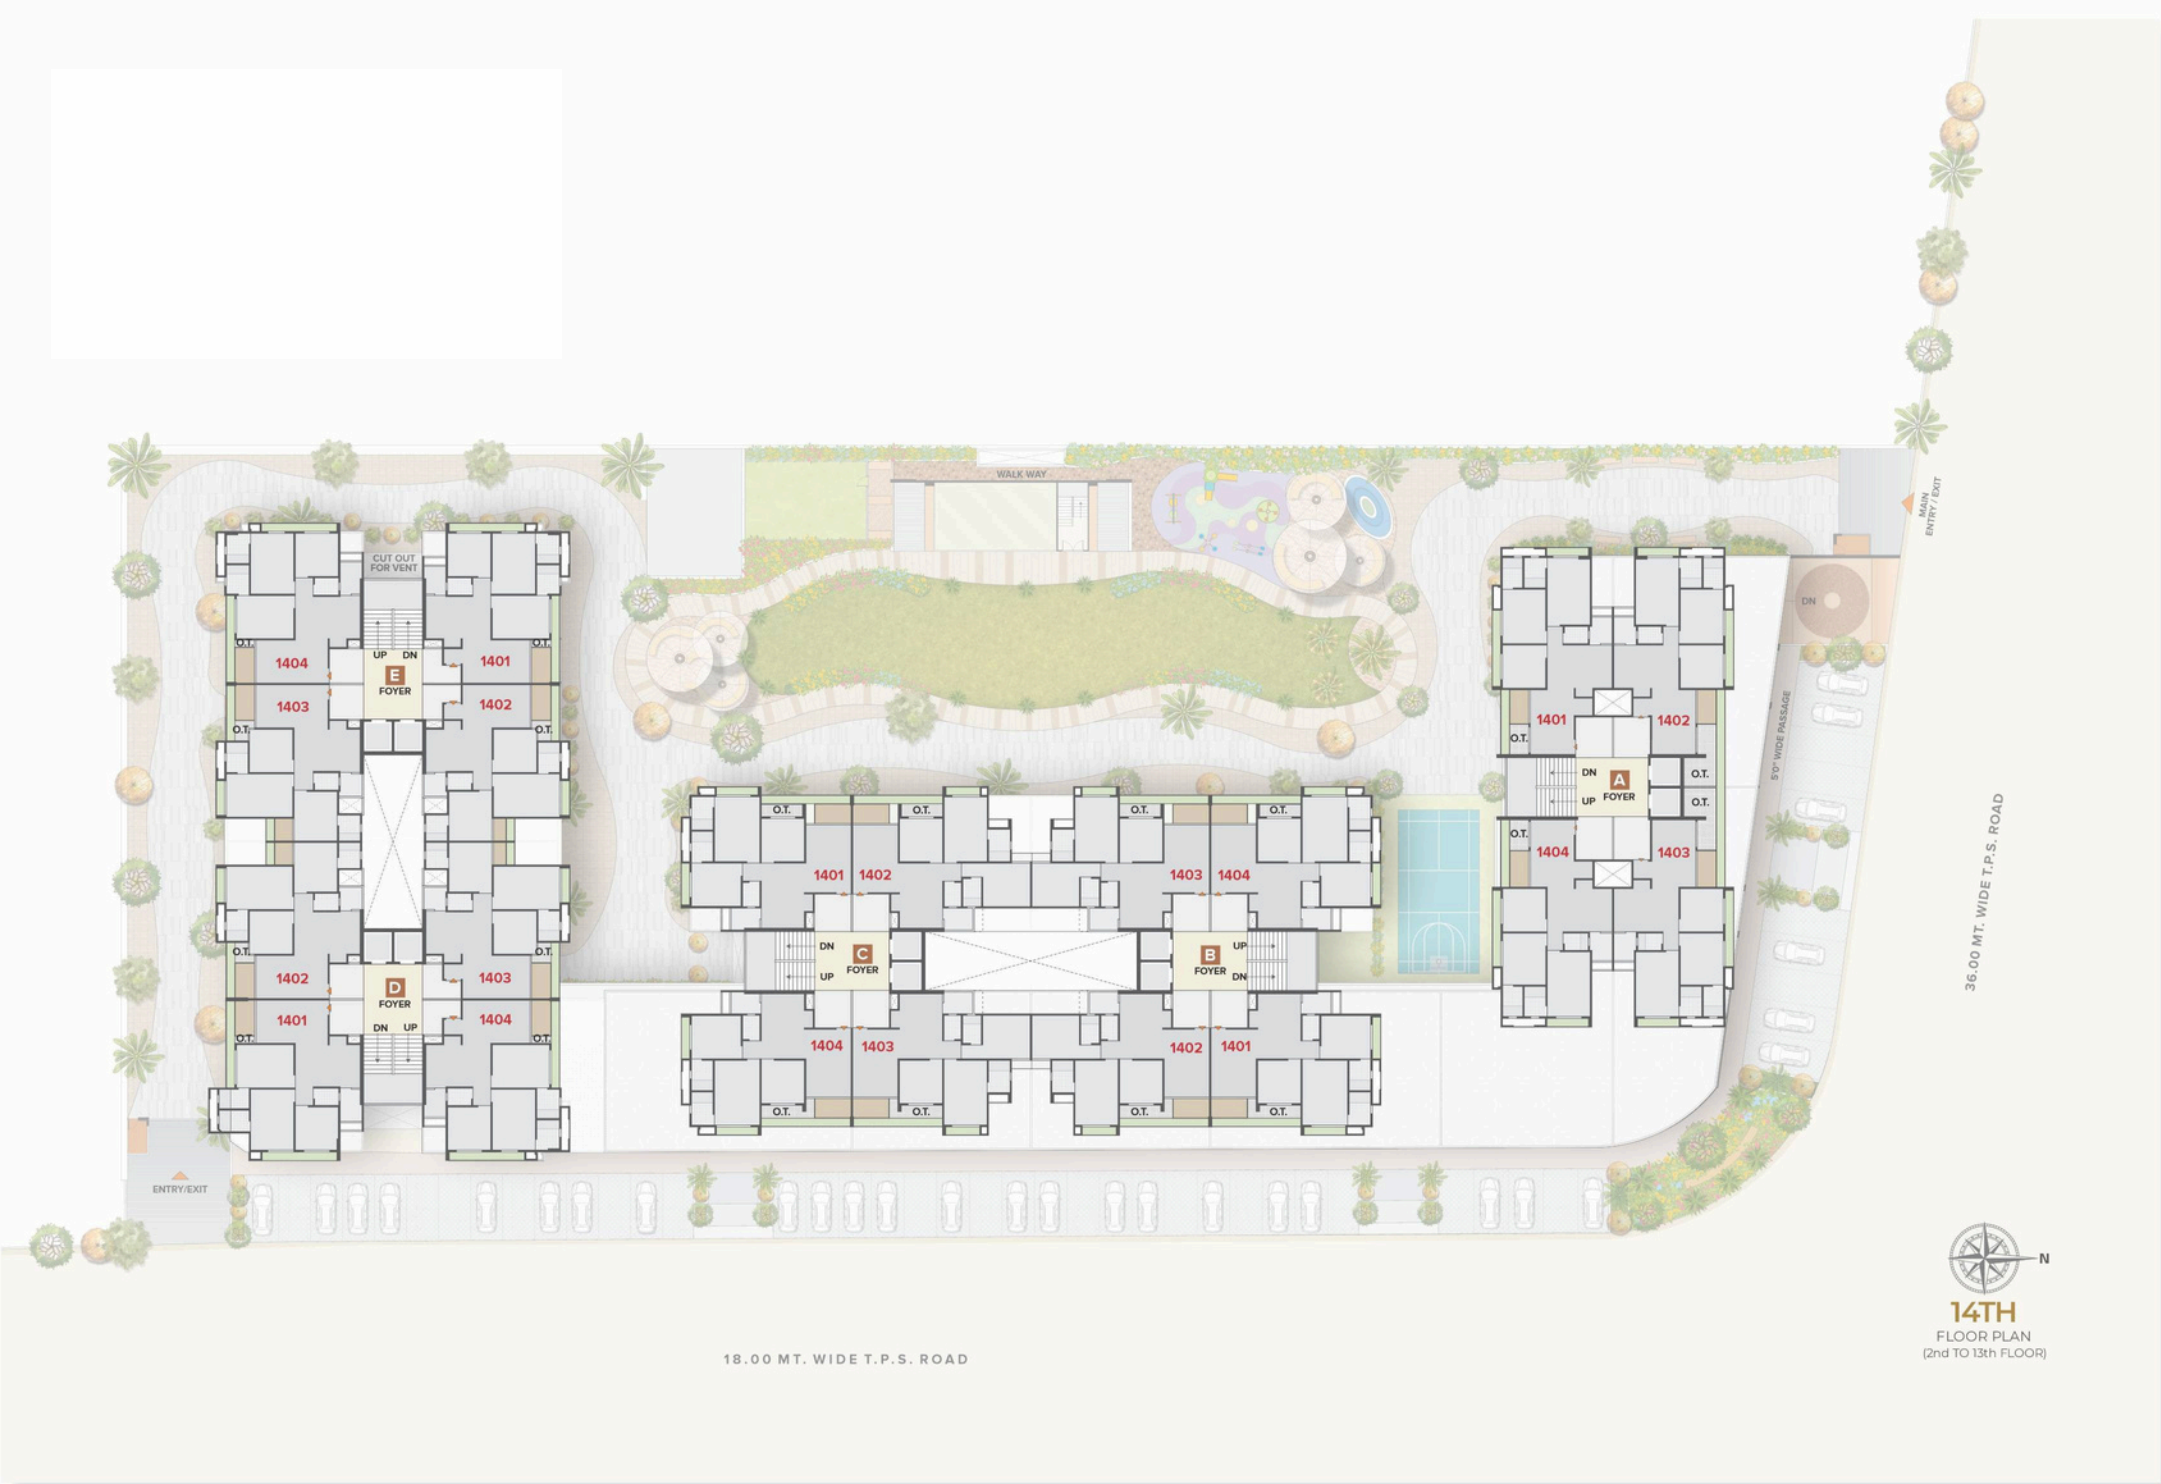 WALK WAY
MAIN
ENTRY / EXIT
CUT OUT
FOR VENT
DN
O.T.
O.T.
1404
UP DN
1401
E
FOYER
1403
1402
O.T.
O.T.
5'0" WIDE PASSAGE
1401
1402
O.T.
DN
A
O.T.
UP
FOYER
O.T.
O.T.
1404
1403
O.T.
O.T.
O.T.
O.T.
1401
1402
1403
1404
36.00 MT. WIDE T.P.S. ROAD
O.T.
O.T.
1402
1403
D
FOYER
1401
1404
DN UP
O.T.
O.T.
DN
C
UP
FOYER
B
UP
FOYER
DN
1404
1403
1402
1401
O.T.
O.T.
O.T.
O.T.
ENTRY/EXIT
N
14TH
FLOOR PLAN
(2nd TO 13th FLOOR)
18.00 MT. WIDE T.P.S. ROAD